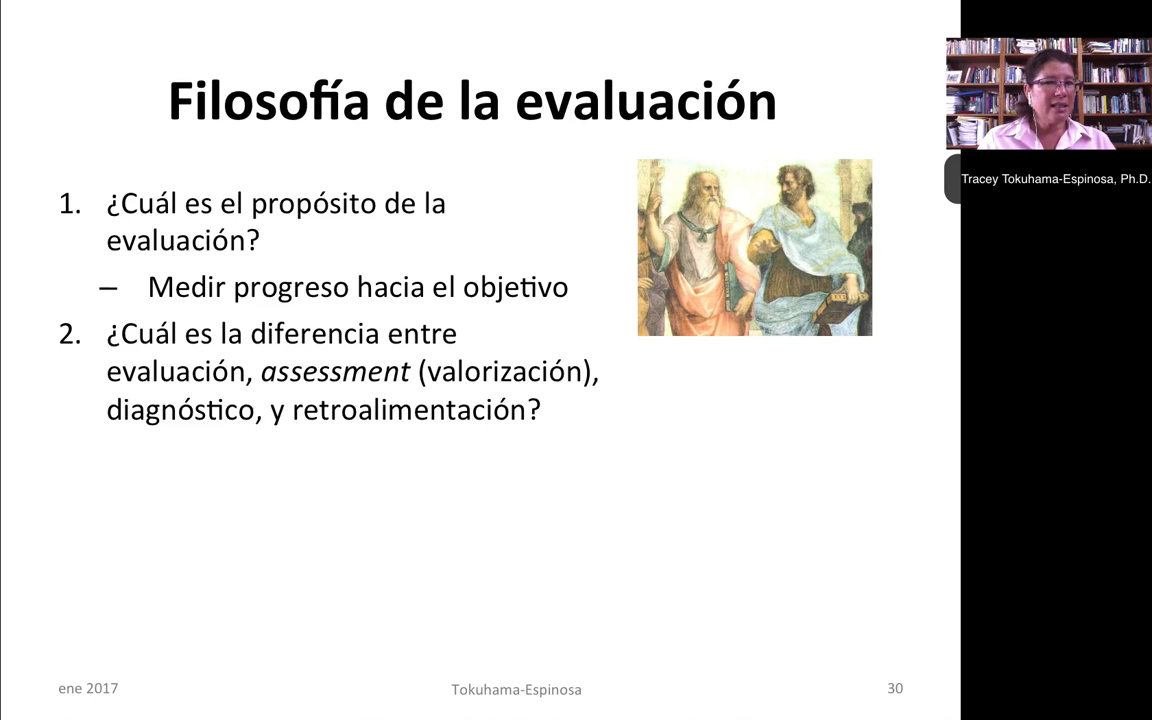 Filosofía de la evaluación
1. ¿Cuál es el propósito de la
evaluación?
– Medir progreso hacia el objetivo
2. ¿Cuál es la diferencia entre
evaluación, assessment (valorización),
diagnóstico, y retroalimentación?
ene 2017
Tokuhama-Espinosa
30
Tracey Tokuhama-Espinosa, Ph.D.